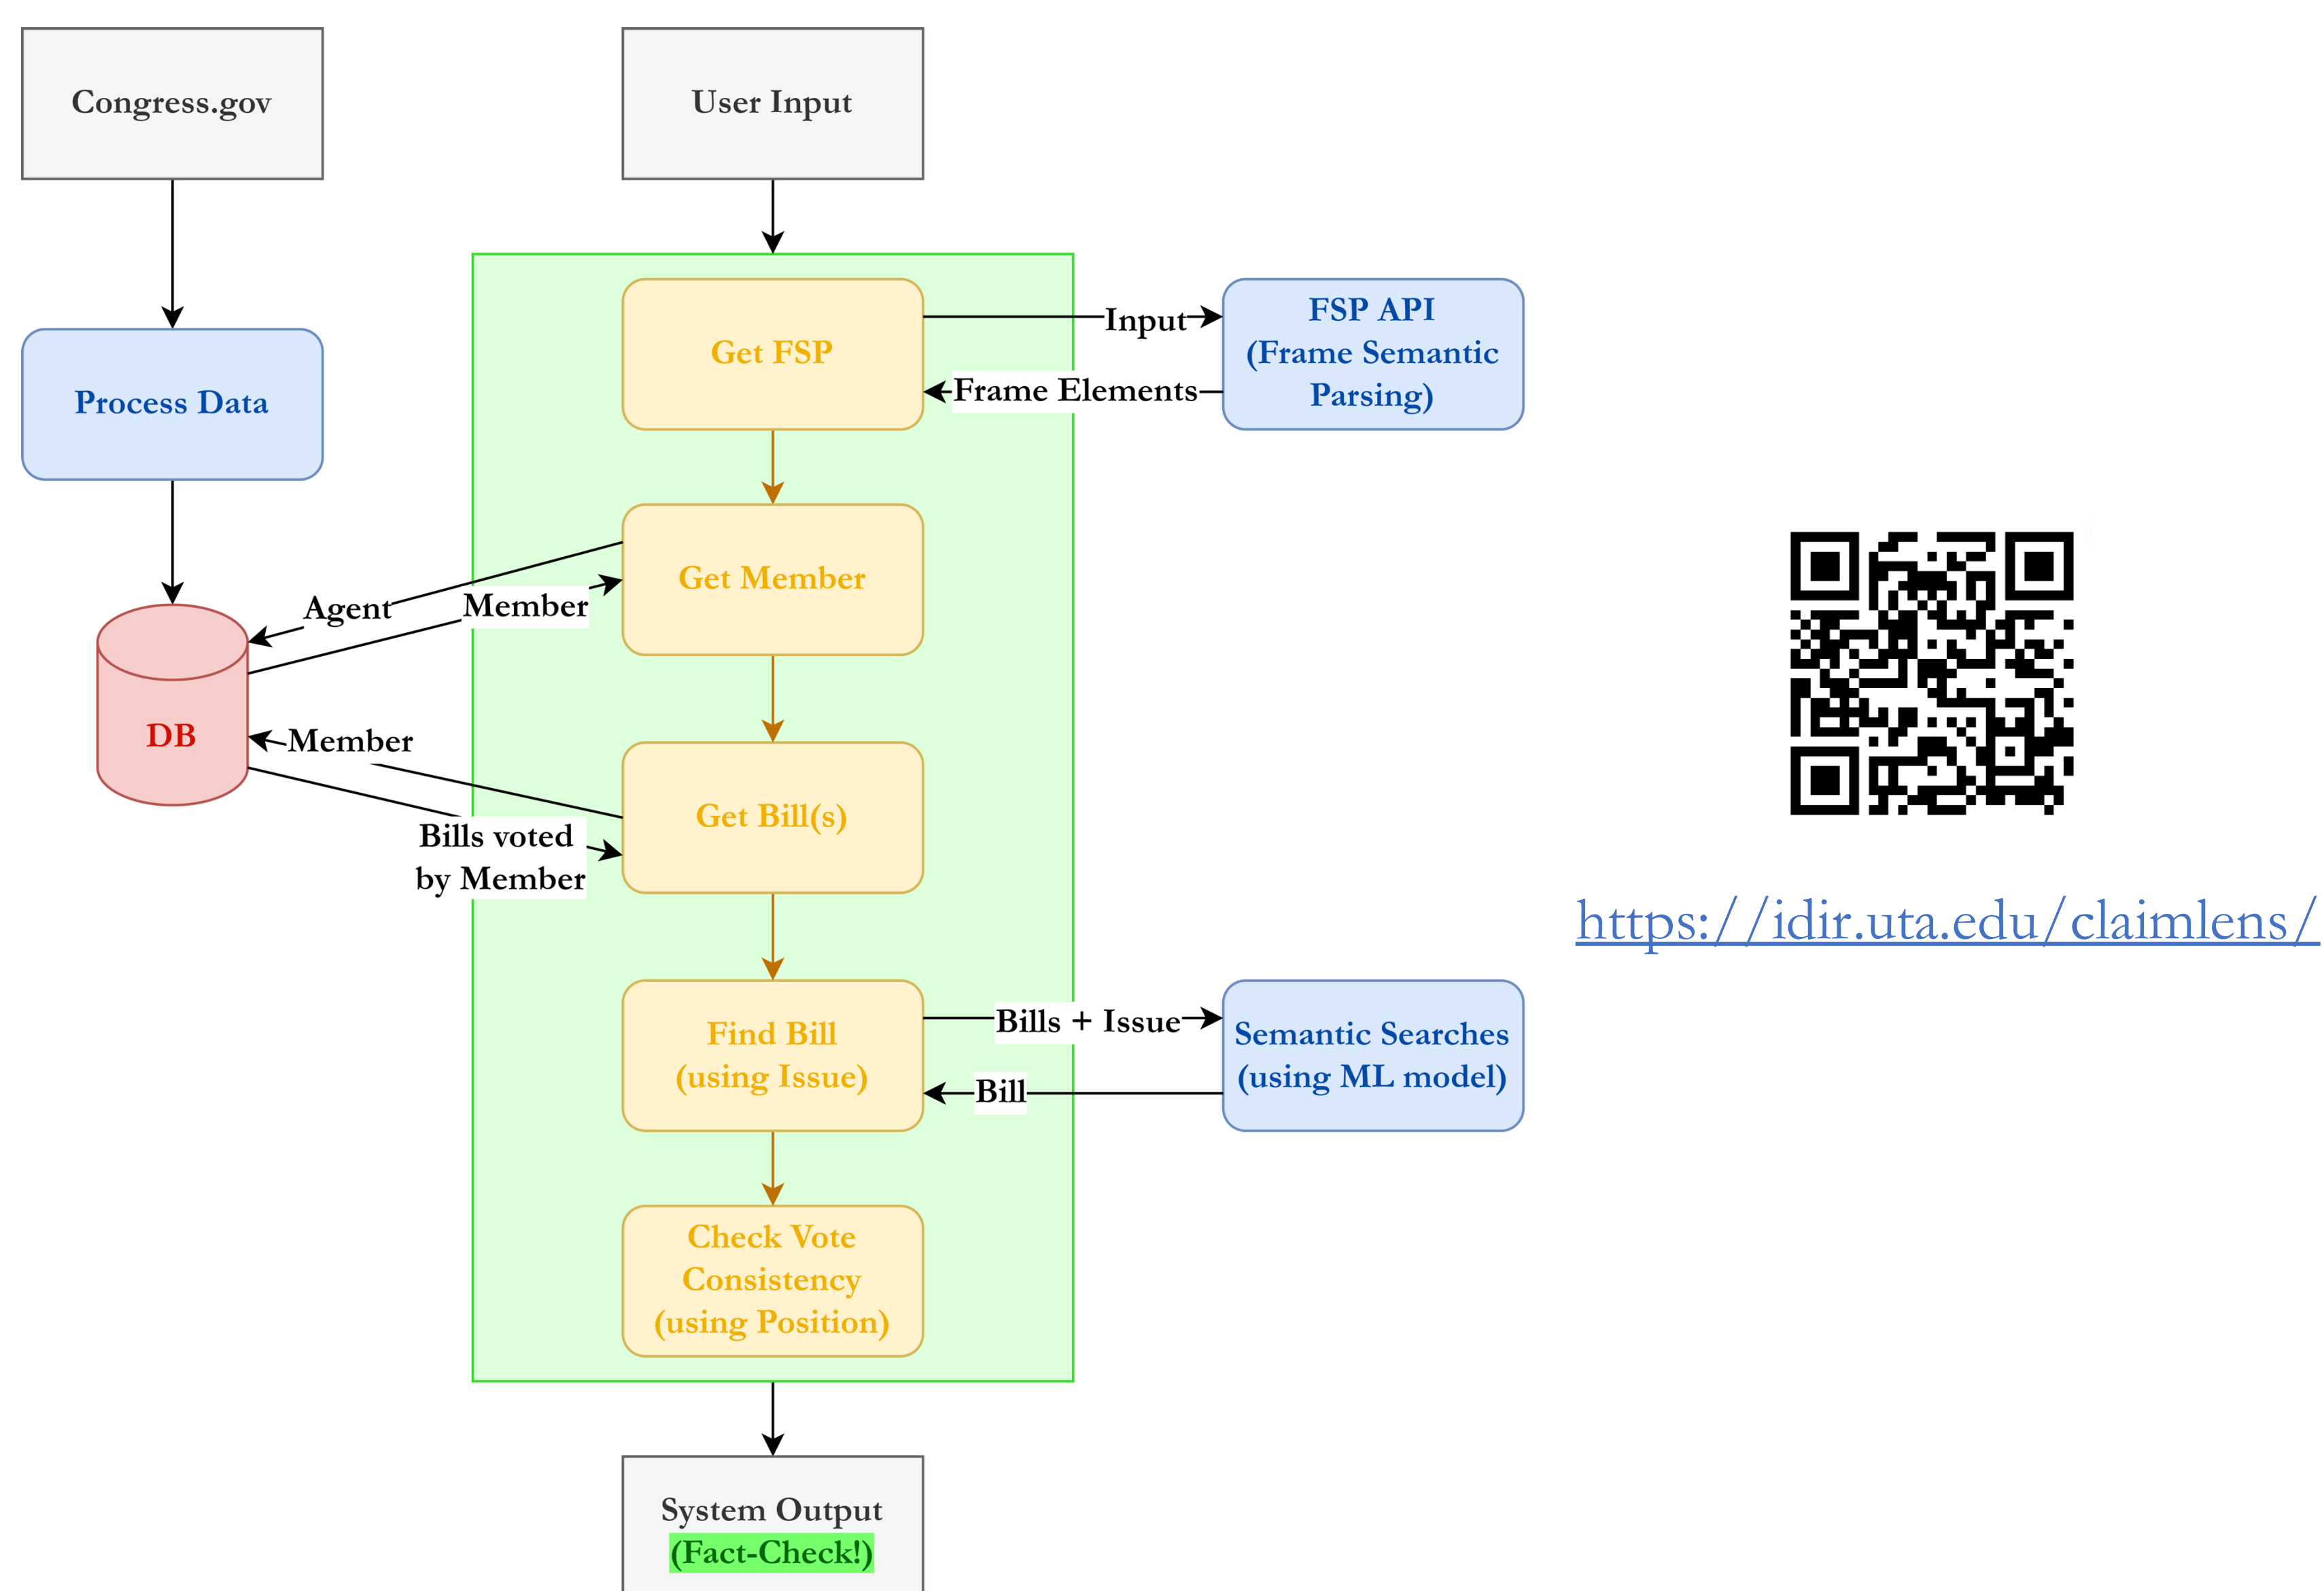 Congress.gov
User Input
Process Data
DB
Get FSP
Input
Frame Elements
FSP API
(Frame Semantic
Parsing)
Get Member
Agent
Member
Get Bill(s)
Member
Bills voted
by Member
Find Bill
(using Issue)
Bills + Issue
Bill
Semantic Searches
(using ML model)
Check Vote
Consistency
(using Position)
System Output
(Fact-Check!)
https://idir.uta.edu/claimlens/